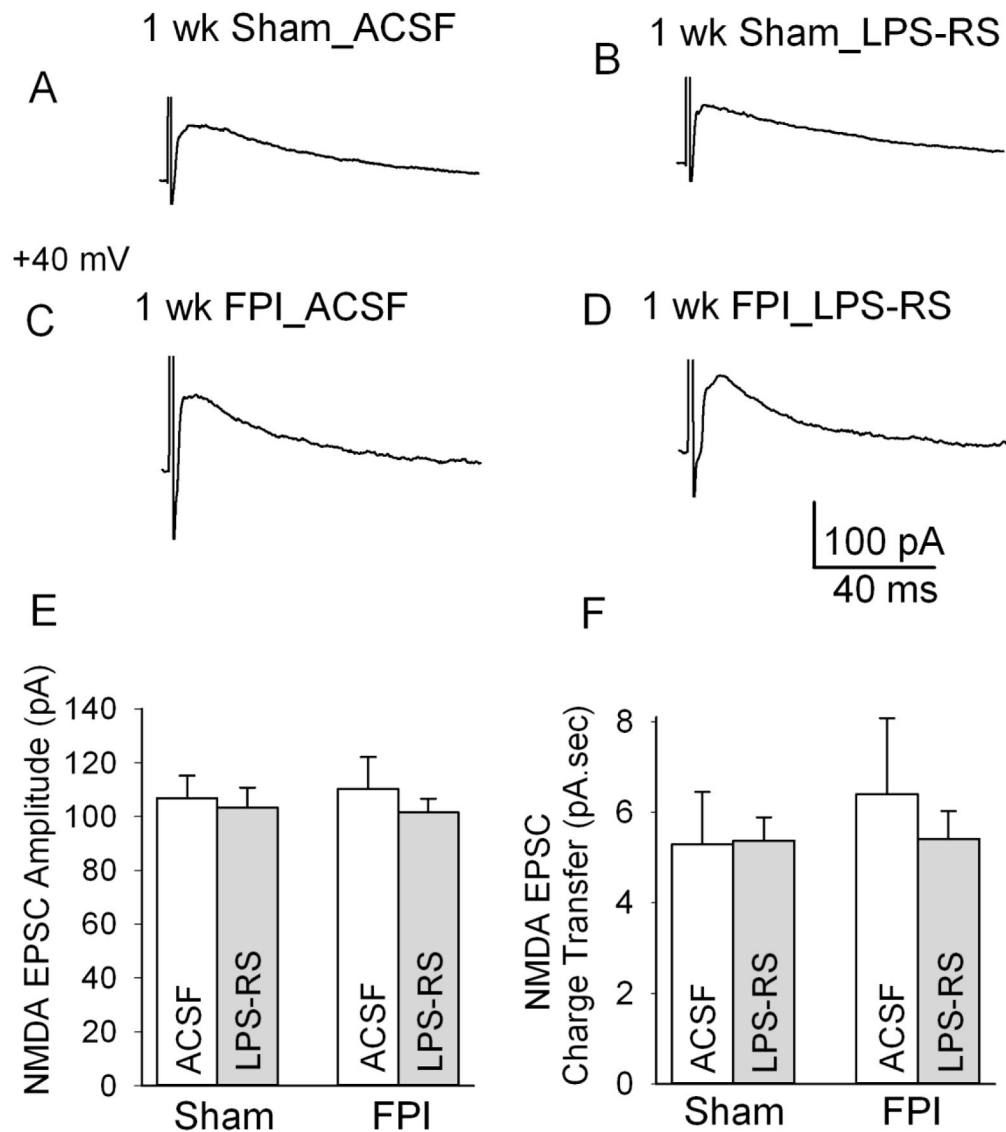 1 wk Sham_ACSF
1 wk Sham_LPS-RS
A
B
+40 mV
1 wk FPI_ACSF
C
D 1 wk FPI_LPS-RS
100 pA
40 ms
E
NMDA EPSC Amplitude (pA)
140
120
100
80
60
40
20
0
ACSF
LPS-RS
ACSF
LPS-RS
Sham
FPI
F
NMDA EPSC
Charge Transfer (pA.sec)
8
6
4
2
0
ACSF
LPS-RS
ACSF
LPS-RS
Sham
FPI